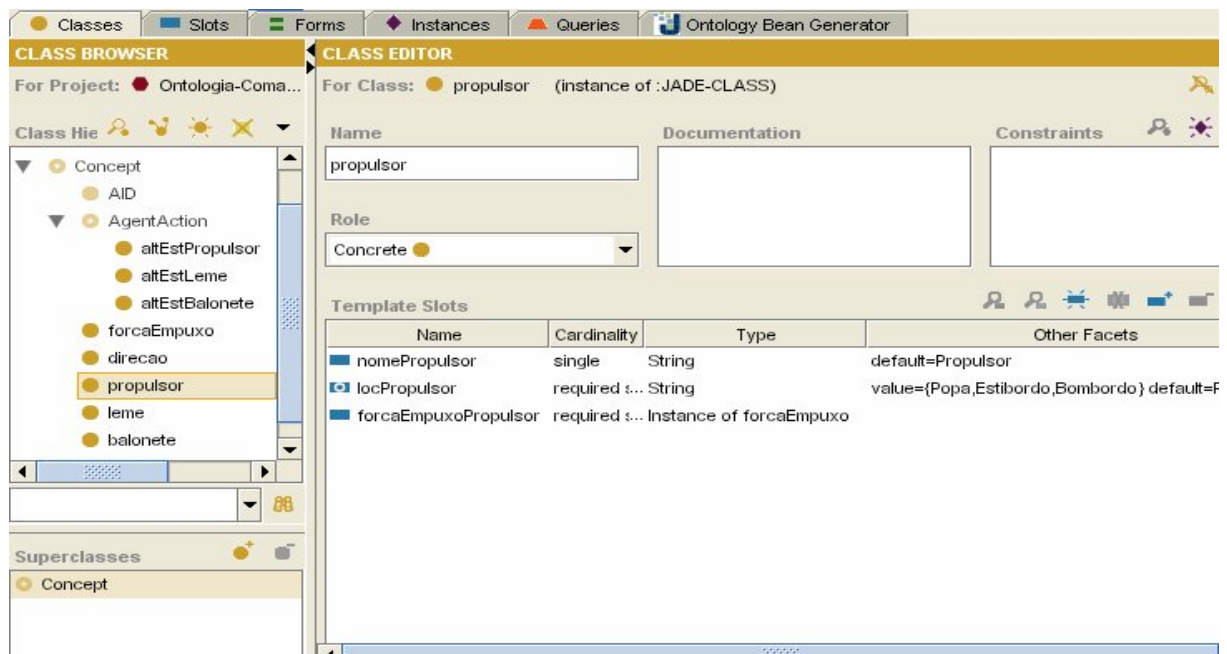 Classes Slots Forms Instances Queries Ontology Bean Generator
CLASS BROWSER
For Project: Ontologia-Coma...
Class Hie
Concept
AID
AgentAction
altEstPropulsor
altEstLeme
altEstBalonete
forcaEmpuxo
direcao
propulsor
leme
balonete
Superclasses
Concept
CLASS EDITOR
For Class: propulsor (instance of :JADE-CLASS)
Name Documentation Constraints
propulsor
Role
Concrete
Template Slots
Name Cardinality Type Other Facets
nomePropulsor single String default=Propulsor
locPropulsor required s... String value={Popa,Estibordo,Bombordo} default=P
forcaEmpuxoPropulsor required s... Instance of forcaEmpuxo